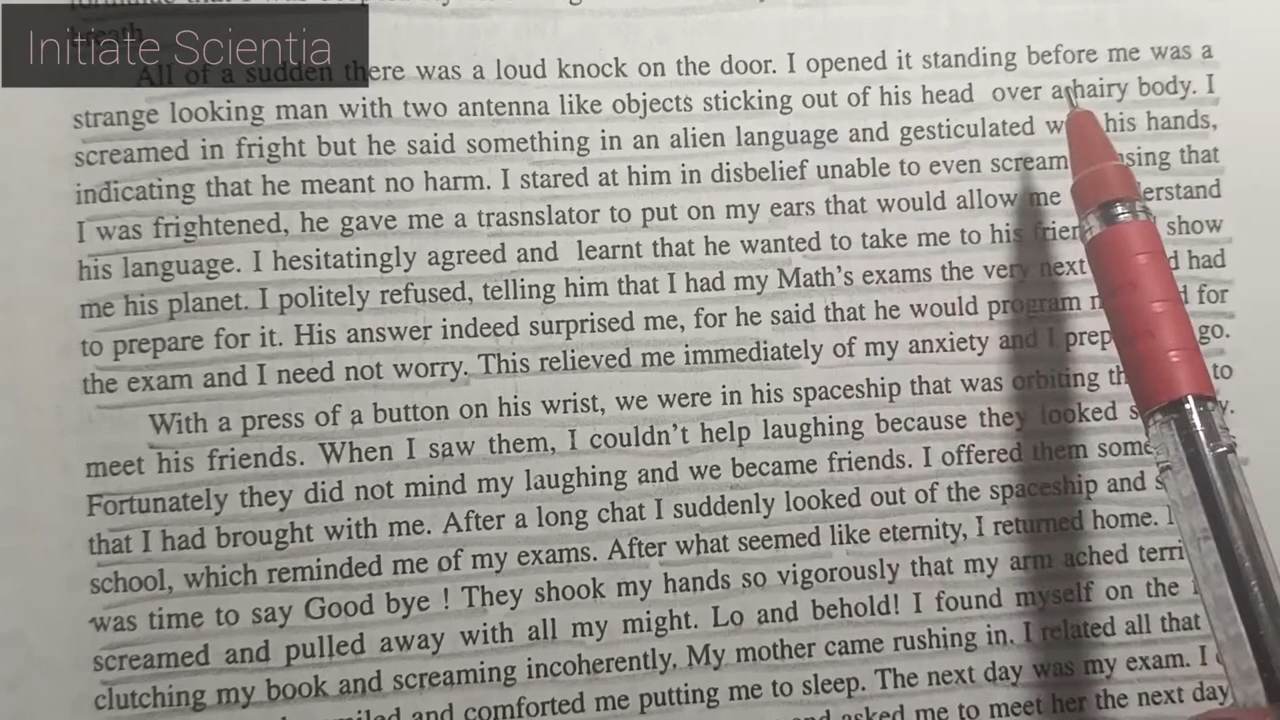 Initiate Scientia
breath
All of a sudden there was a loud knock on the door. I opened it standing before me was a
strange looking man with two antenna like objects sticking out of his head over a hairy body. I
screamed in fright but he said something in an alien language and gesticulated his hands,
indicating that he meant no harm. I stared at him in disbelief unable to even scream that
I was frightened, he gave me a trasnslator to put on my ears that would allow me
his language. I hesitatingly agreed and learnt that he wanted to take me to his show
me his planet. I politely refused, telling him that I had my Math's exams the very next had
to prepare for it. His answer indeed surprised me, for he said that he would program for
the exam and I need not worry. This relieved me immediately of my anxiety and I go.
With a press of a button on his wrist, we were in his spaceship that was orbiting to
meet his friends. When I saw them, I couldn't help laughing because they looked
Fortunately they did not mind my laughing and we became friends. I offered them
that I had brought with me. After a long chat I suddenly looked out of the spaceship and
school, which reminded me of my exams. After what seemed like eternity, I returned home.
was time to say Good bye ! They shook my hands so vigorously that my arm ached
screamed and pulled away with all my might. Lo and behold! I found myself on the
clutching my book and screaming incoherently. My mother came rushing in. I related all that
and comforted me putting me to sleep. The next day was my exam. I
asked me to meet her the next day